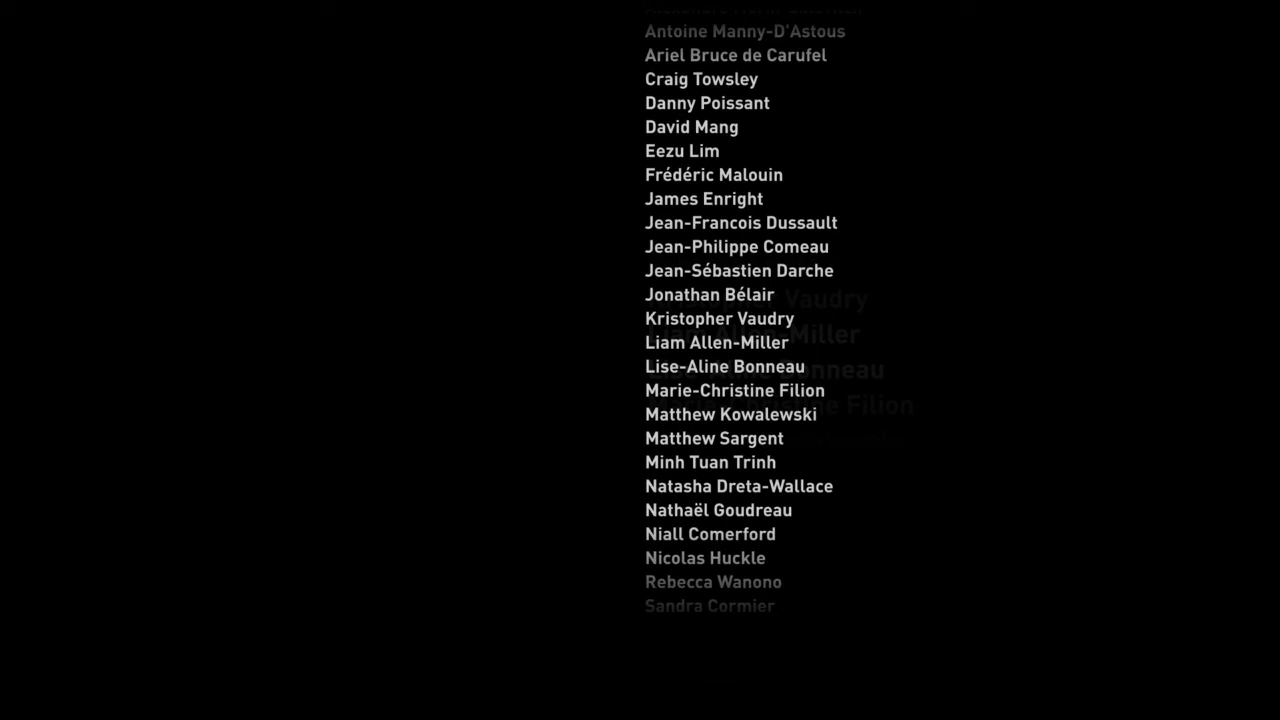 Antoine Manny-D'Astous
Ariel Bruce de Carufel
Craig Towsley
Danny Poissant
David Mang
Eezu Lim
Frédéric Malouin
James Enright
Jean-Francois Dussault
Jean-Philippe Comeau
Jean-Sébastien Darche
Jonathan Bélair
Kristopher Vaudry
Liam Allen-Miller
Lise-Aline Bonneau
Marie-Christine Filion
Matthew Kowalewski
Matthew Sargent
Minh Tuan Trinh
Natasha Dreta-Wallace
Nathaël Goudreau
Niall Comerford
Nicolas Huckle
Rebecca Wanono
Sandra Cormier